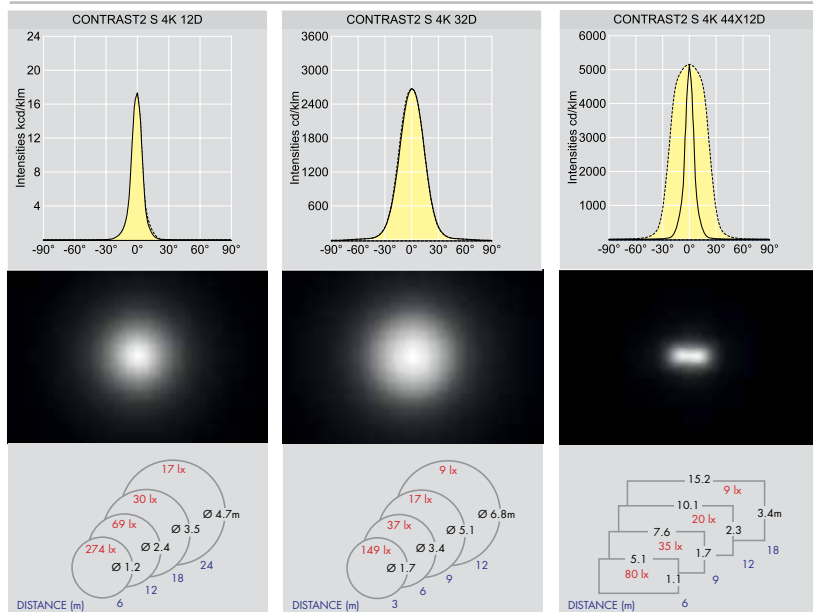 CONTRAST2 S 4K 12D
Intensities kcd/klm
24
20
16
12
8
4
-90° -60° -30° 0° 30° 60° 90°
CONTRAST2 S 4K 32D
Intensities cd/klm
3600
3000
2400
1800
1200
600
-90° -60° -30° 0° 30° 60° 90°
CONTRAST2 S 4K 44X12D
Intensities cd/klm
6000
5000
4000
3000
2000
1000
-90° -60° -30° 0° 30° 60° 90°
17 lx
30 lx
69 lx
274 lx
Ø 4.7m
Ø 3.5
Ø 2.4
Ø 1.2
24
18
12
DISTANCE (m) 6
9 lx
17 lx
37 lx
149 lx
Ø 6.8m
Ø 5.1
Ø 3.4
Ø 1.7
12
9
6
DISTANCE (m) 3
15.2
9 lx
10.1
3.4m
20 lx
7.6
2.3
35 lx
5.1
1.7
80 lx
1.1
18
12
9
DISTANCE (m) 6